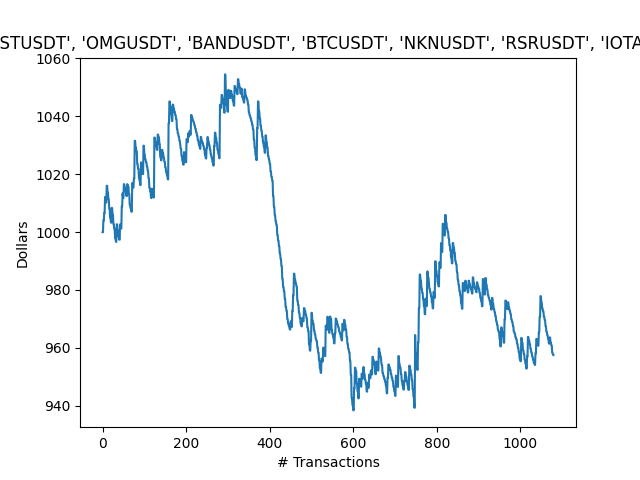 STUSDT', 'OMGUSDT', 'BANDUSDT', 'BTCUSDT', 'NKNUSDT', 'RSRUSDT', 'IOTA
1060
1040
1020
1000
980
960
940
Dollars
0 200 400 600 800 1000
# Transactions